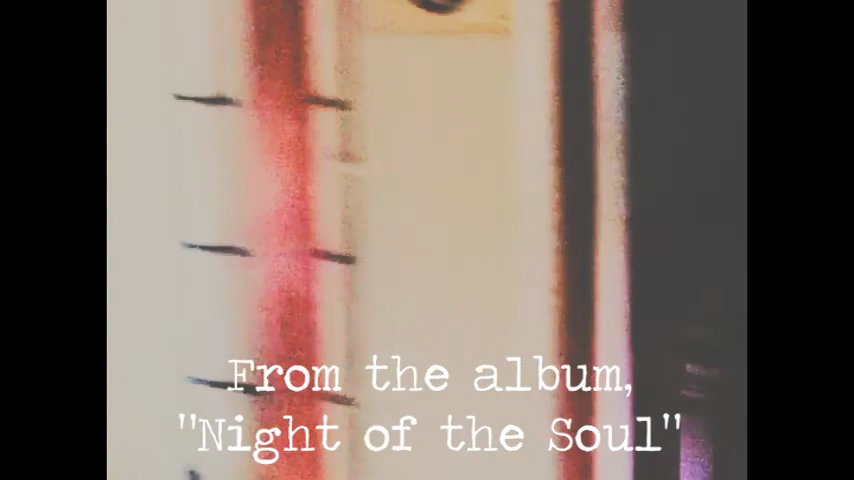 From the album,
"Night of the Soul"